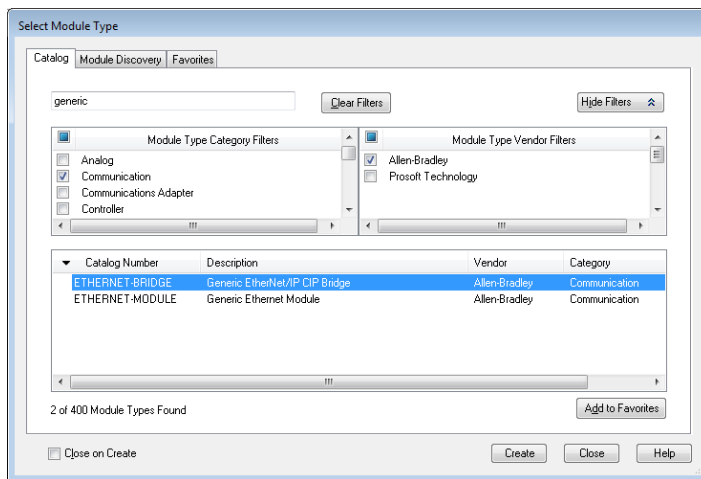 Select Module Type
Catalog Module Discovery Favorites
generic Clear Filters Hide Filters
Module Type Category Filters Module Type Vendor Filters
Analog Allen-Bradley
Communication Prosoft Technology
Communications Adapter
Controller
Catalog Number Description Vendor Category
ETHERNET-BRIDGE Generic EtherNet/IP CIP Bridge Allen-Bradley Communication
ETHERNET-MODULE Generic Ethernet Module Allen-Bradley Communication
2 of 400 Module Types Found Add to Favorites
Close on Create Create Close Help